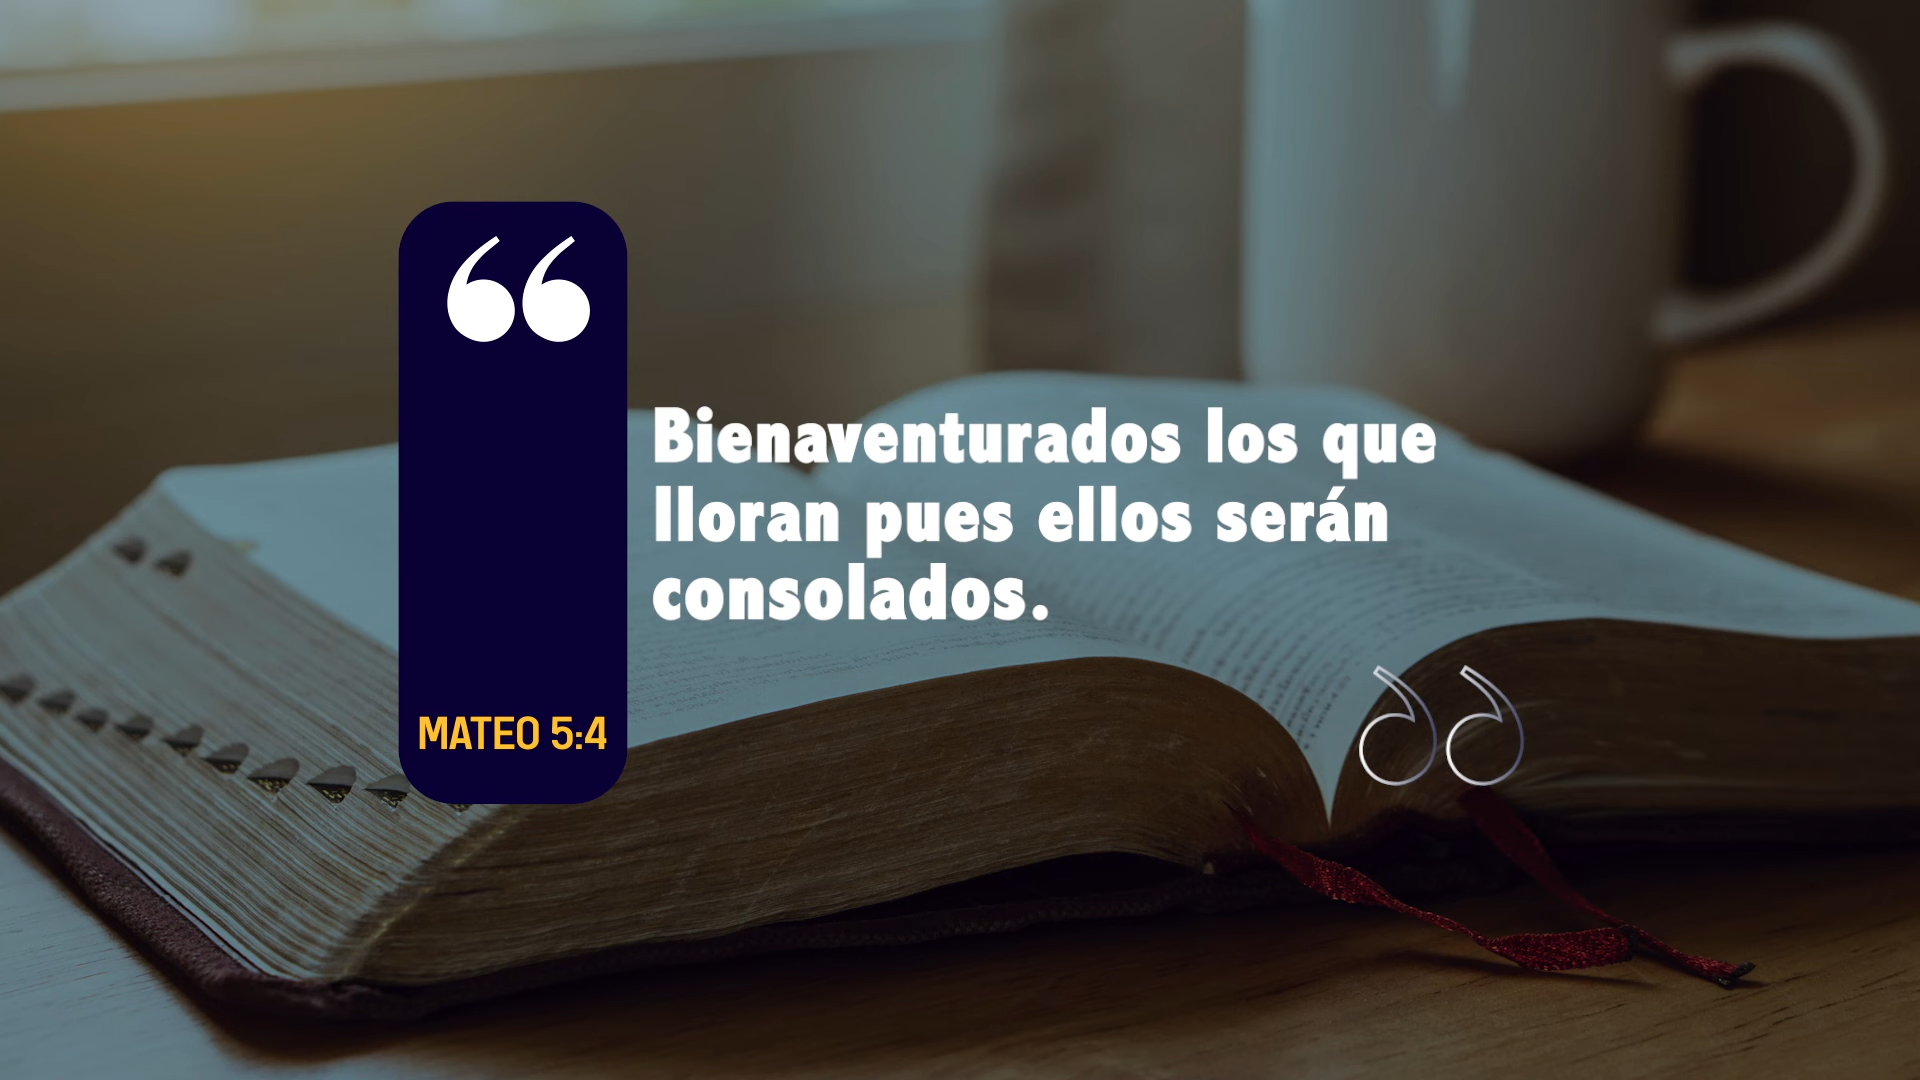 Bienaventurados los que
lloran pues ellos serán
consolados.
MATEO 5:4